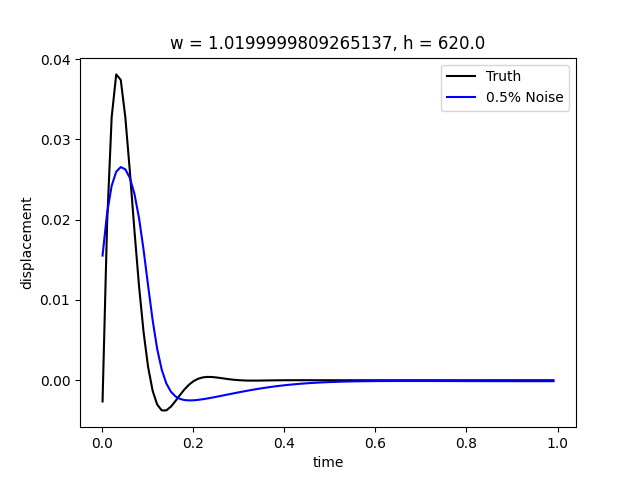 w = 1.0199999809265137, h = 620.0
Truth
0.5% Noise
displacement
0.04
0.03
0.02
0.01
0.00
0.0 0.2 0.4 0.6 0.8 1.0
time